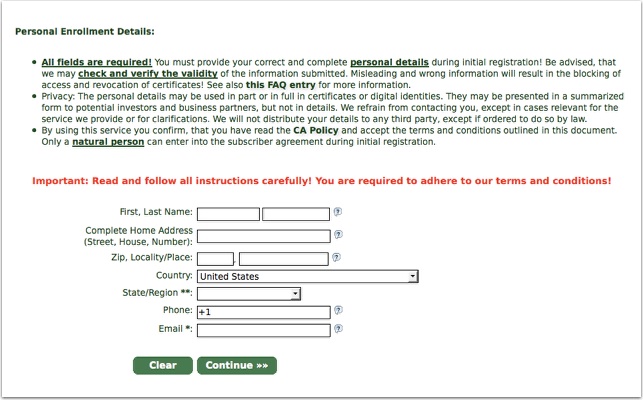 Personal Enrollment Details:
All fields are required! You must provide your correct and complete personal details during initial registration! Be advised, that
we may check and verify the validity of the information submitted. Misleading and wrong information will result in the blocking of
access and revocation of certificates! See also this FAQ entry for more information.
Privacy: The personal details may be used in part or in full in certificates or digital identities. They may be presented in a summarized
form to potential investors and business partners, but not in details. We refrain from contacting you, except in cases relevant for the
service we provide or for clarifications. We will not distribute your details to any third party, except if ordered to do so by law.
By using this service you confirm, that you have read the CA Policy and accept the terms and conditions outlined in this document.
Only a natural person can enter into the subscriber agreement during initial registration.
Important: Read and follow all instructions carefully! You are required to adhere to our terms and conditions!
First, Last Name: ?
Complete Home Address
(Street, House, Number): ?
Zip, Locality/Place: , ?
Country: United States
State/Region **:
Phone: +1 ?
Email *: ?
Clear Continue »»